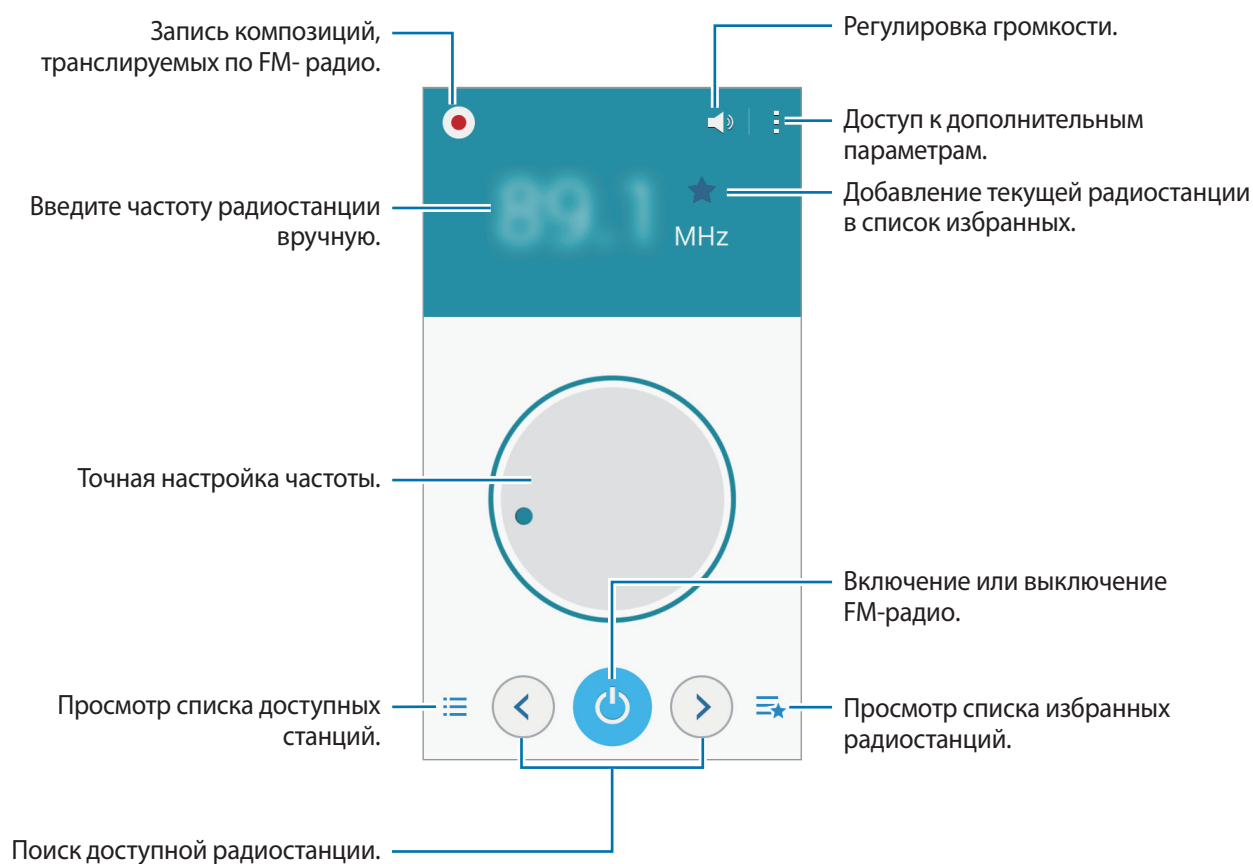 Запись композиций,
транслируемых по FM- радио.
Регулировка громкости.
Доступ к дополнительным
параметрам.
Введите частоту радиостанции
вручную.
89.1
MHz
Добавление текущей радиостанции
в список избранных.
Точная настройка частоты.
Включение или выключение
FM-радио.
Просмотр списка доступных
станций.
Просмотр списка избранных
радиостанций.
Поиск доступной радиостанции.